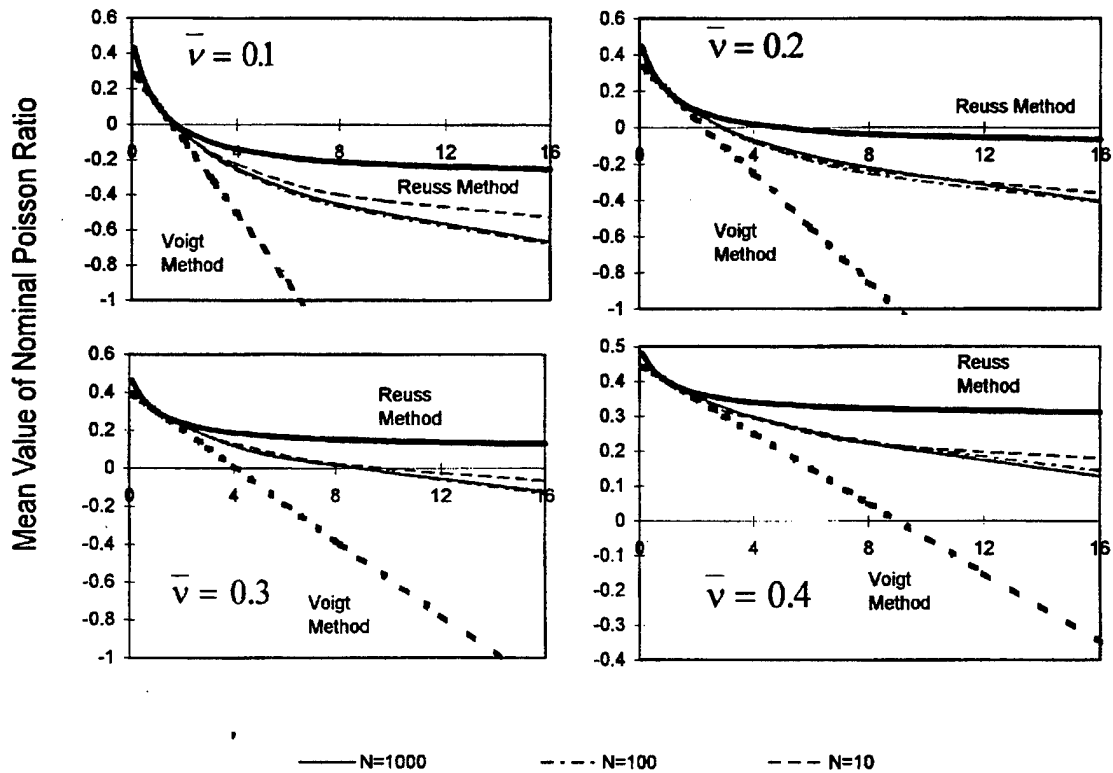 Mean Value of Nominal Poisson Ratio
0.6
0.4
0.2
0
-0.2
-0.4
-0.6
-0.8
-1
0 4 8 12 16
ν̅ = 0.1
Reuss Method
Voigt
Method
0.6
0.4
0.2
0
-0.2
-0.4
-0.6
-0.8
-1
0 4 8 12 16
ν̅ = 0.2
Reuss Method
Voigt
Method
0.6
0.4
0.2
0
-0.2
-0.4
-0.6
-0.8
-1
0 4 8 12 16
ν̅ = 0.3
Reuss
Method
Voigt
Method
0.5
0.4
0.3
0.2
0.1
0
-0.1
-0.2
-0.3
-0.4
0 4 8 12 16
ν̅ = 0.4
Reuss
Method
Voigt
Method
N=1000 N=100 N=10